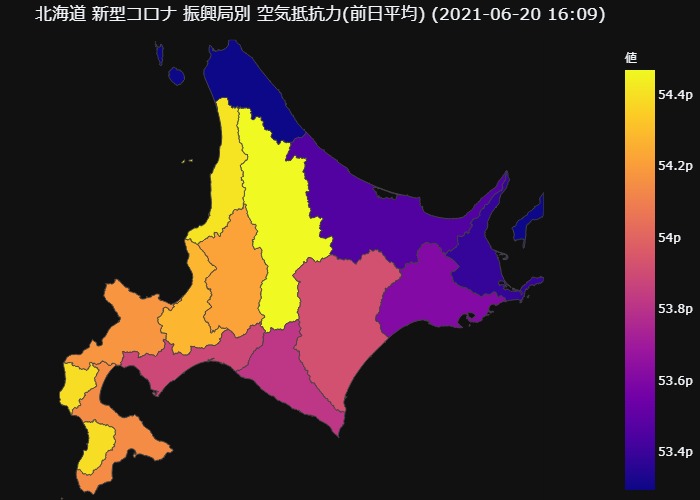 北海道 新型コロナ 振興局別 空気抵抗力(前日平均) (2021-06-20 16:09)
値
54.4p
54.2p
54p
53.8p
53.6p
53.4p